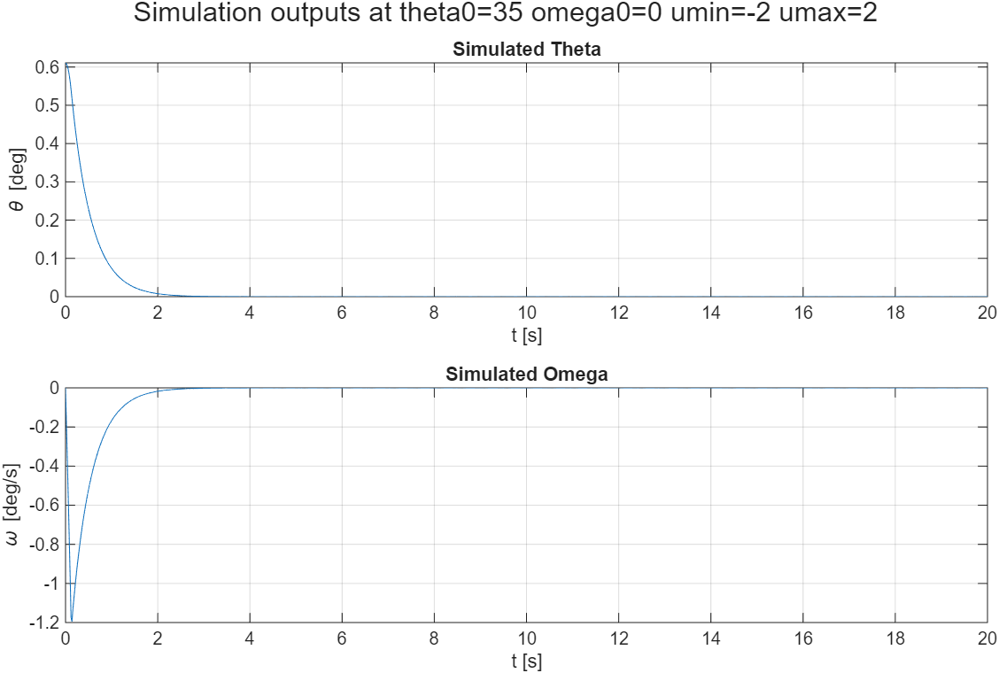 Simulation outputs at theta0=35 omega0=0 umin=-2 umax=2
Simulated Theta
θ [deg]
0.6
0.5
0.4
0.3
0.2
0.1
0
0 2 4 6 8 10 12 14 16 18 20
t [s]
Simulated Omega
ω [deg/s]
0
-0.2
-0.4
-0.6
-0.8
-1
-1.2
0 2 4 6 8 10 12 14 16 18 20
t [s]